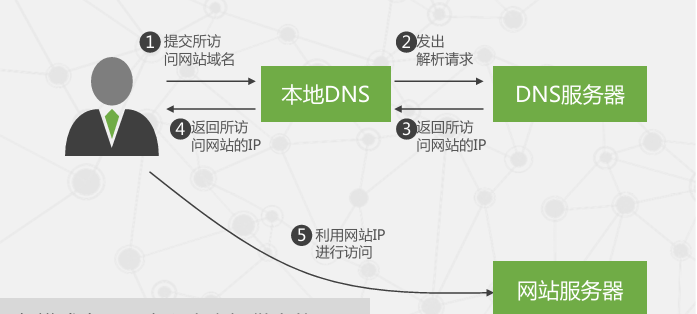 1 提交所访
问网站域名
2 发出
解析请求
本地DNS
DNS服务器
4 返回所访
问网站的IP
3 返回所访
问网站的IP
5 利用网站IP
进行访问
网站服务器